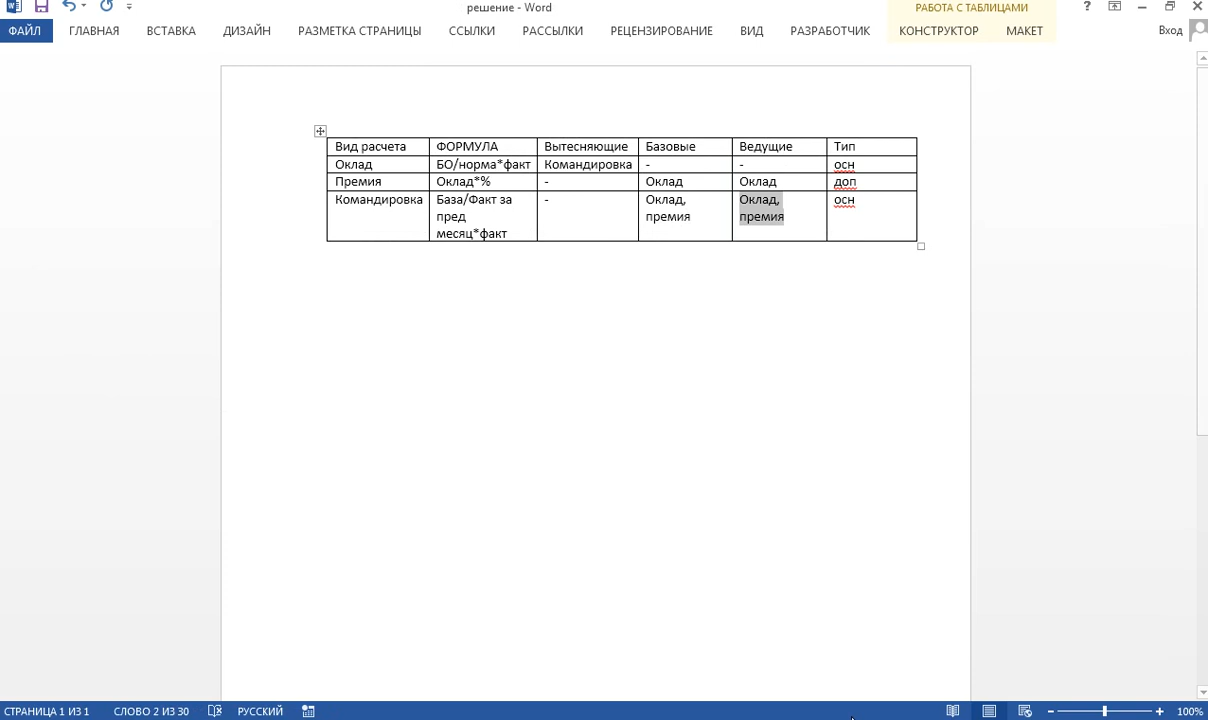 решение - Word
РАБОТА С ТАБЛИЦАМИ
?
ФАЙЛ ГЛАВНАЯ ВСТАВКА ДИЗАЙН РАЗМЕТКА СТРАНИЦЫ ССЫЛКИ РАССЫЛКИ РЕЦЕНЗИРОВАНИЕ ВИД РАЗРАБОТЧИК КОНСТРУКТОР МАКЕТ Вход
Вид расчета ФОРМУЛА Вытесняющие Базовые Ведущие Тип
Оклад БО/норма*факт Командировка - - осн
Премия Оклад*% - Оклад Оклад доп
Командировка База/Факт за - Оклад, Оклад, осн
пред премия премия
месяц*факт
СТРАНИЦА 1 ИЗ 1 СЛОВО 2 ИЗ 30 РУССКИЙ 100%